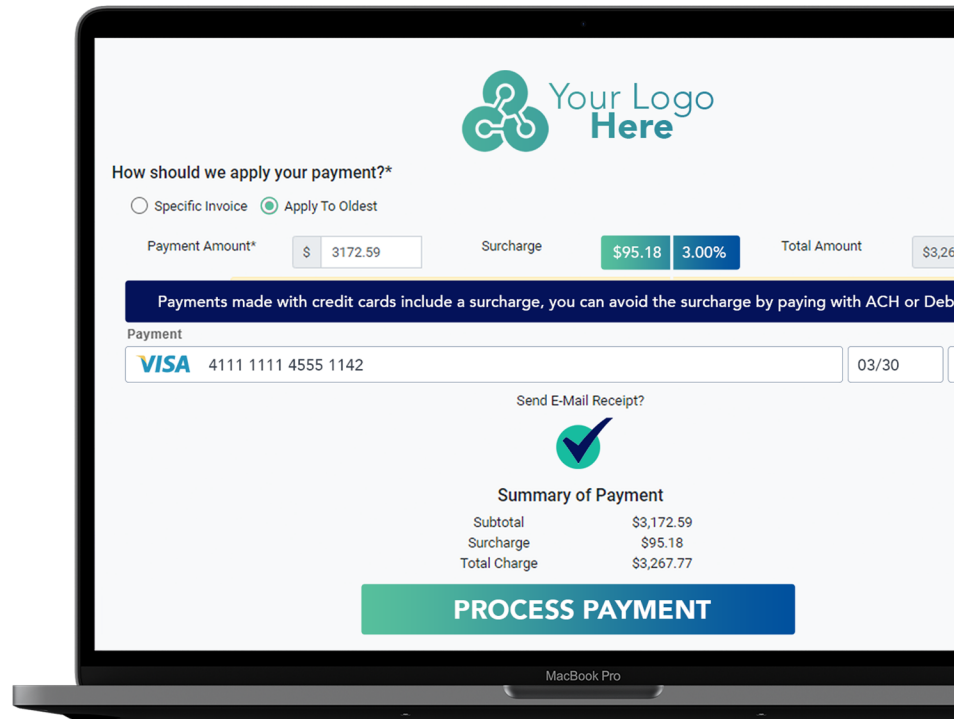 Your Logo
Here
How should we apply your payment?*
Specific Invoice Apply To Oldest
Payment Amount* $ 3172.59 Surcharge $95.18 3.00% Total Amount $3,26
Payments made with credit cards include a surcharge, you can avoid the surcharge by paying with ACH or Deb
Payment
VISA 4111 1111 4555 1142 03/30
Send E-Mail Receipt?
Summary of Payment
Subtotal $3,172.59
Surcharge $95.18
Total Charge $3,267.77
PROCESS PAYMENT
MacBook Pro